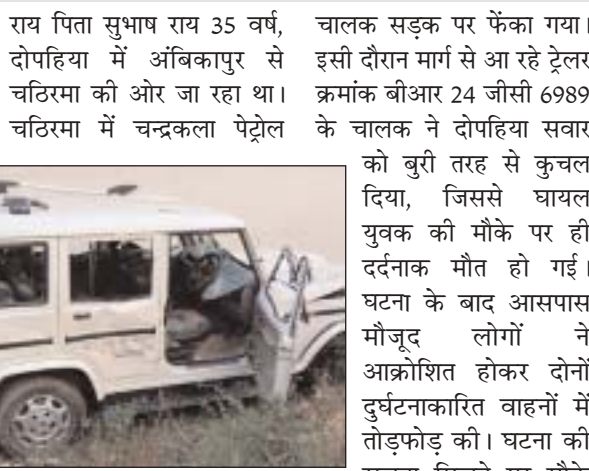 राय पिता सुभाष राय 35 वर्ष,
दोपहिया में अंबिकापुर से
चठिरमा की ओर जा रहा था।
चठिरमा में चन्द्रकला पेट्रोल
चालक सड़क पर फेंका गया।
इसी दौरान मार्ग से आ रहे ट्रेलर
क्रमांक बीआर 24 जीसी 6989
के चालक ने दोपहिया सवार
को बुरी तरह से कुचल
दिया, जिससे घायल
युवक की मौके पर ही
दर्दनाक मौत हो गई।
घटना के बाद आसपास
मौजूद लोगों ने
आक्रोशित होकर दोनों
दुर्घटनाकारित वाहनों में
तोड़फोड़ की। घटना की